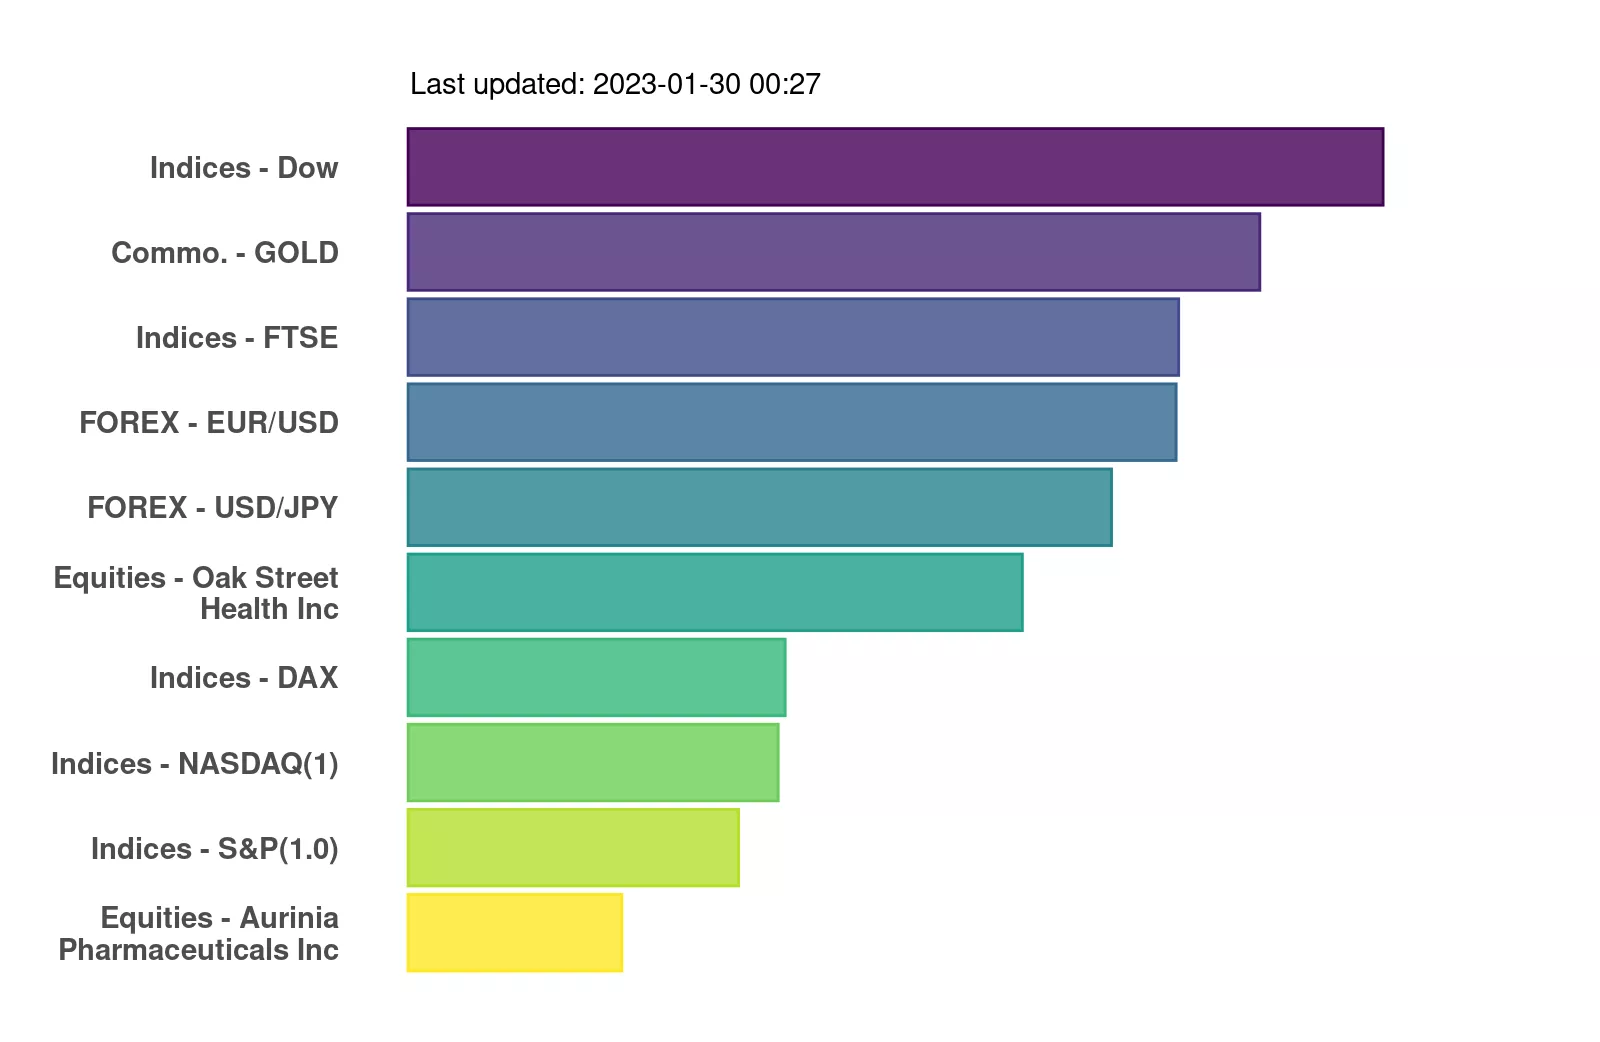 Last updated: 2023-01-30 00:27
Indices - Dow
Commo. - GOLD
Indices - FTSE
FOREX - EUR/USD
FOREX - USD/JPY
Equities - Oak Street
Health Inc
Indices - DAX
Indices - NASDAQ(1)
Indices - S&P(1.0)
Equities - Aurinia
Pharmaceuticals Inc